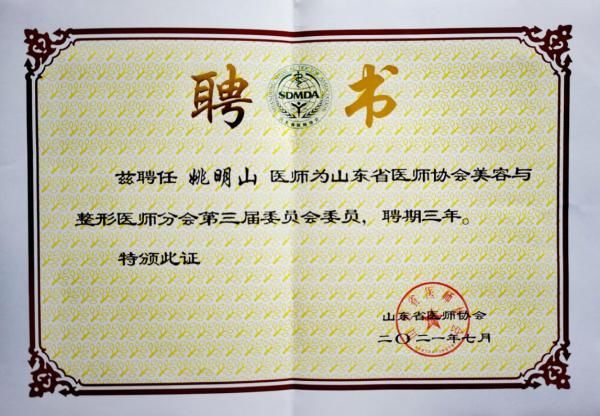 聘书
SDMDA
兹聘任 姚明山 医师为山东省医师协会美容与
整形医师分会第三届委员会委员，聘期三年。
特颁此证
山东省医师协会
二〇二一年七月